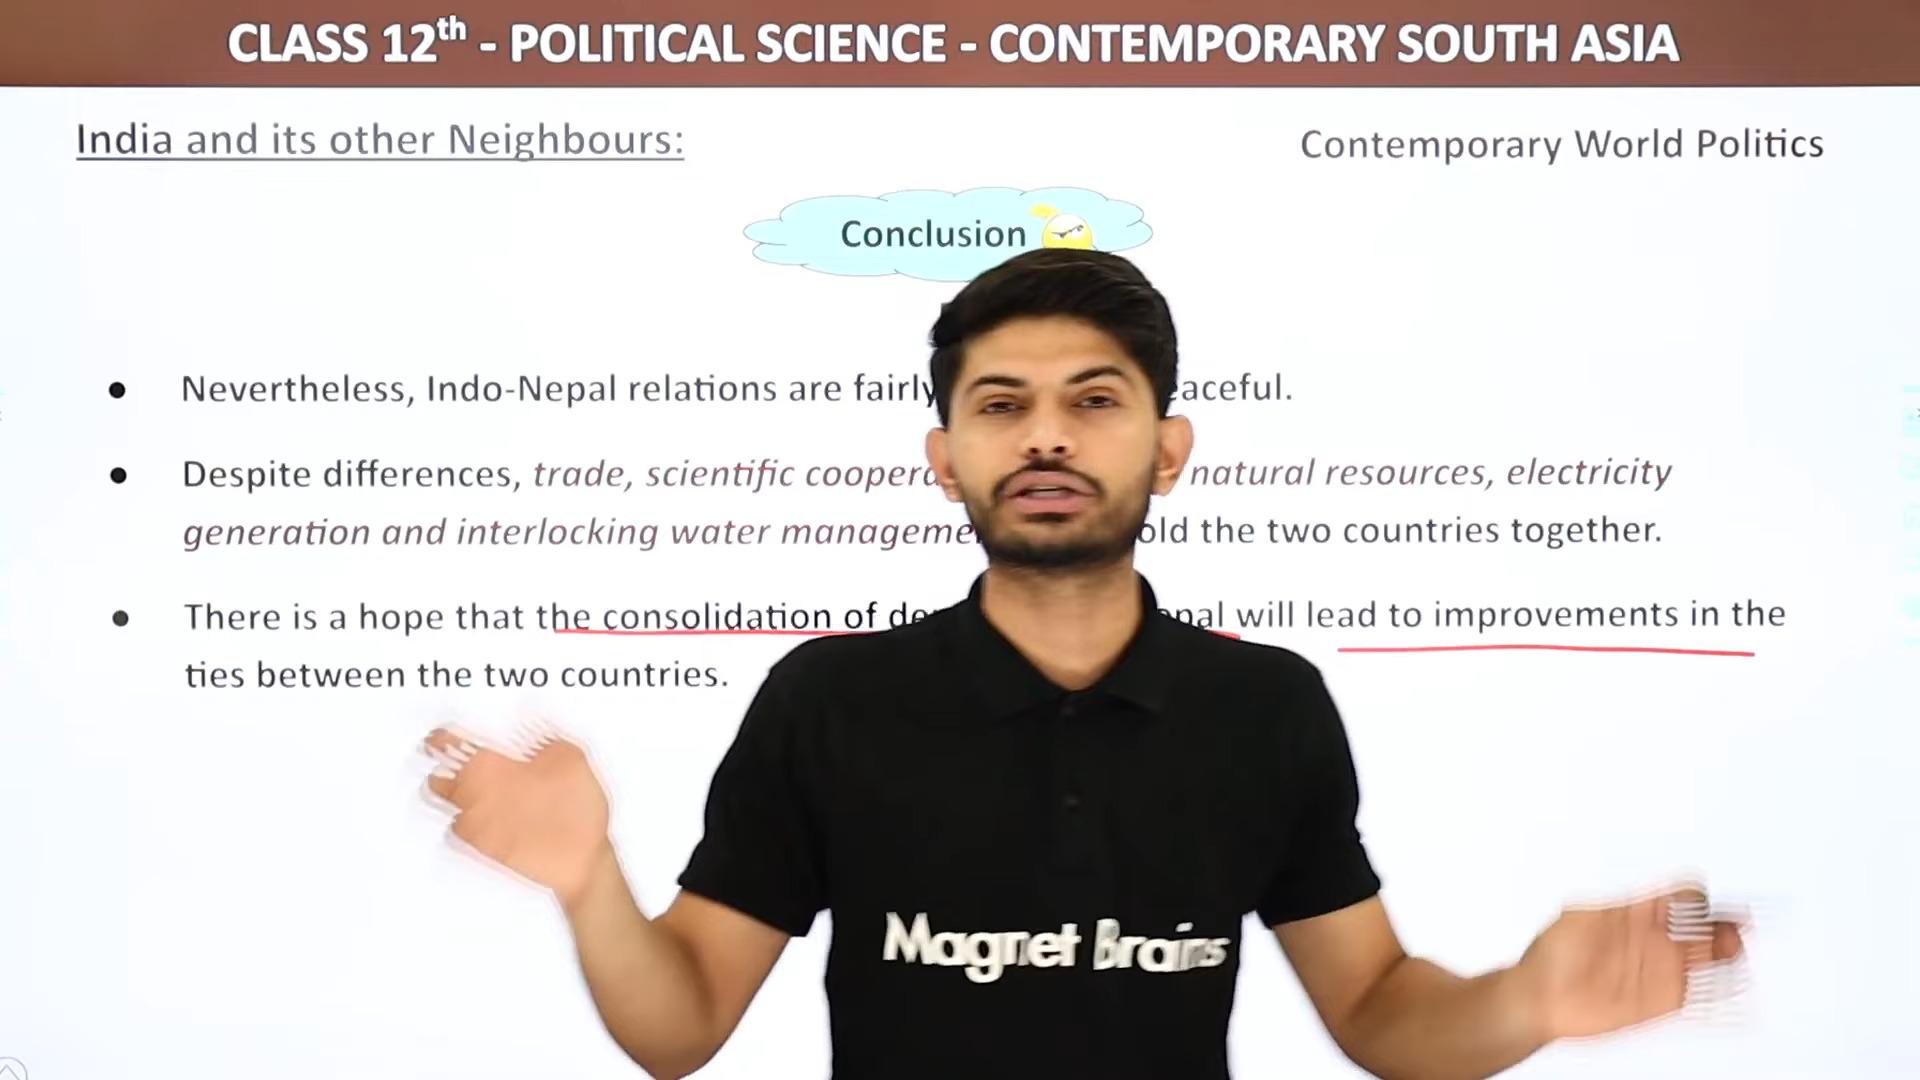 CLASS 12th - POLITICAL SCIENCE - CONTEMPORARY SOUTH ASIA
India and its other Neighbours:
Contemporary World Politics
Conclusion
Nevertheless, Indo-Nepal relations are fairly
Despite differences, trade, scientific natural resources, electricity
generation and interlocking water the two countries together.
There is a hope that the consolidation of will lead to improvements in the
ties between the two countries.
Magnet Brains